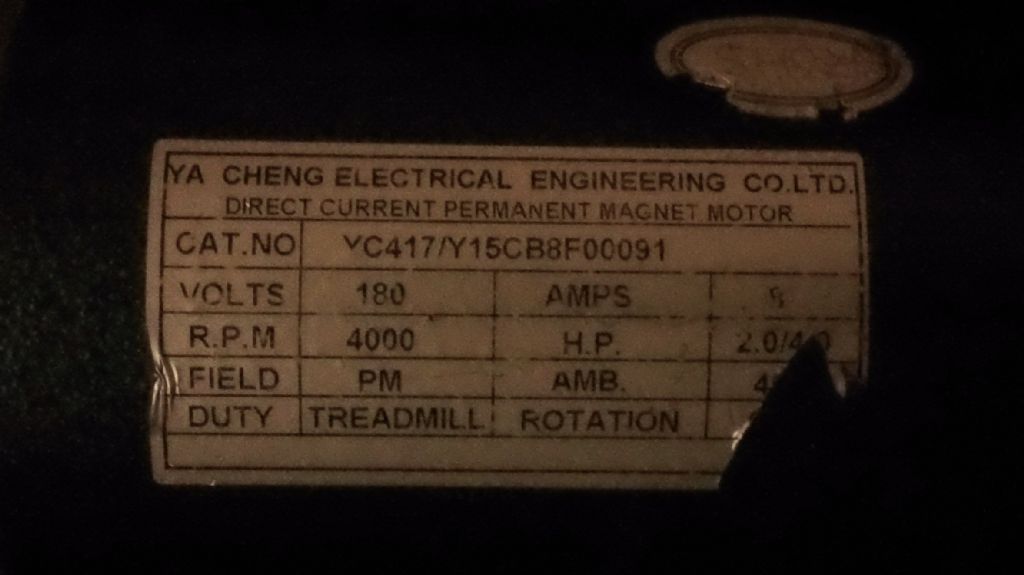 YA CHENG ELECTRICAL ENGINEERING CO.LTD.
DIRECT CURRENT PERMANENT MAGNET MOTOR
CAT.NO YC417/Y15CB8F00091
VOLTS 180 AMPS
R.P.M 4000 H.P.
FIELD PM AMB.
DUTY TREADMILL ROTATION